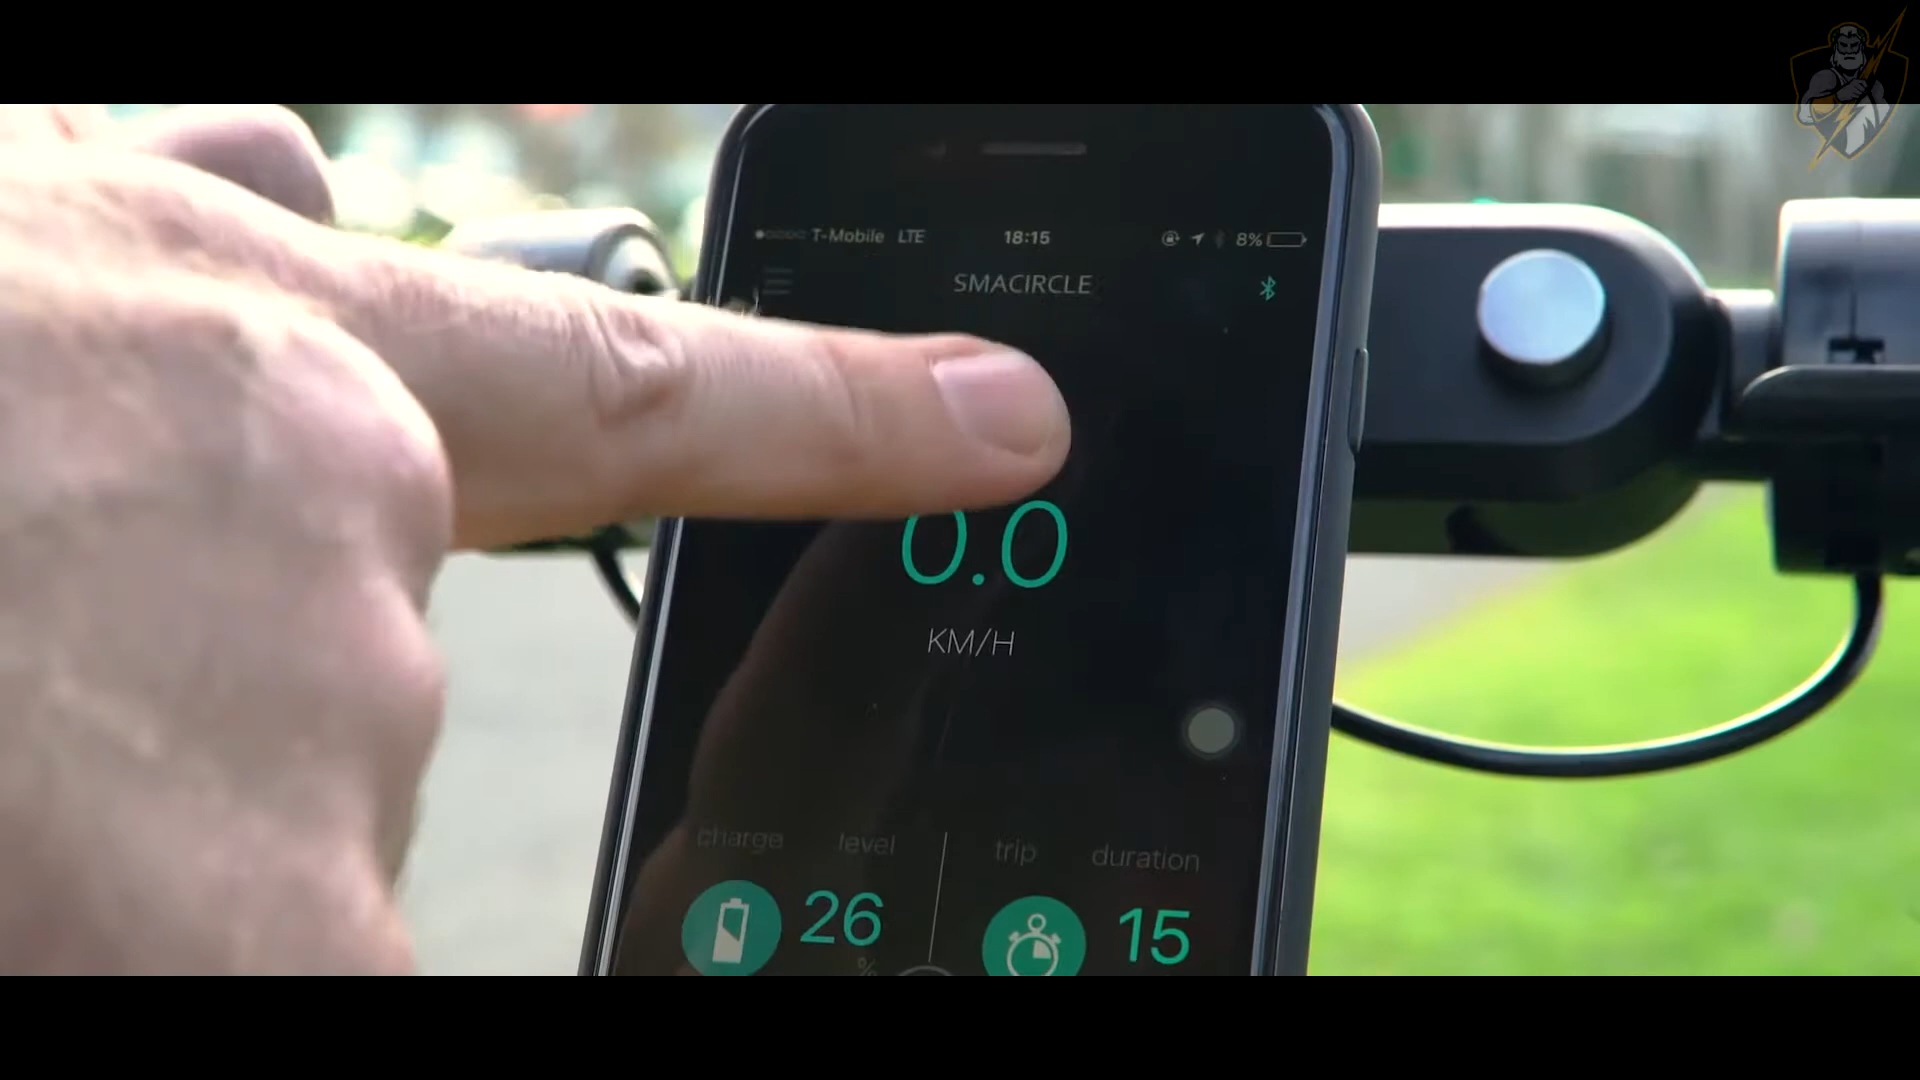 T-Mobile LTE 18:15 8%
SMACIRCLE
0.0
KM/H
charge level trip duration
26 15
%